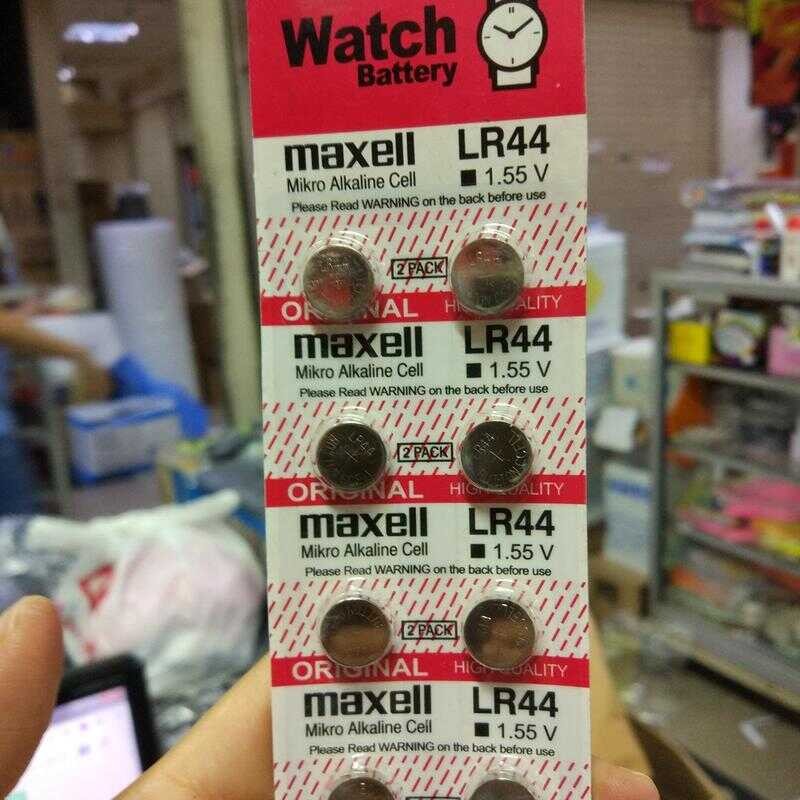 Watch
Battery
maxell LR44
Mikro Alkaline Cell ■ 1.55 V
Please Read WARNING on the back before use
2 PACK
ORIGINAL HIGH QUALITY
maxell LR44
Mikro Alkaline Cell ■ 1.55 V
Please Read WARNING on the back before use
LR44
2 PACK
ORIGINAL HIGH QUALITY
maxell LR44
Mikro Alkaline Cell ■ 1.55 V
Please Read WARNING on the back before use
2 PACK
ORIGINAL HIGH QUALITY
maxell LR44
Mikro Alkaline Cell ■ 1.55 V
Please Read WARNING on the back before use